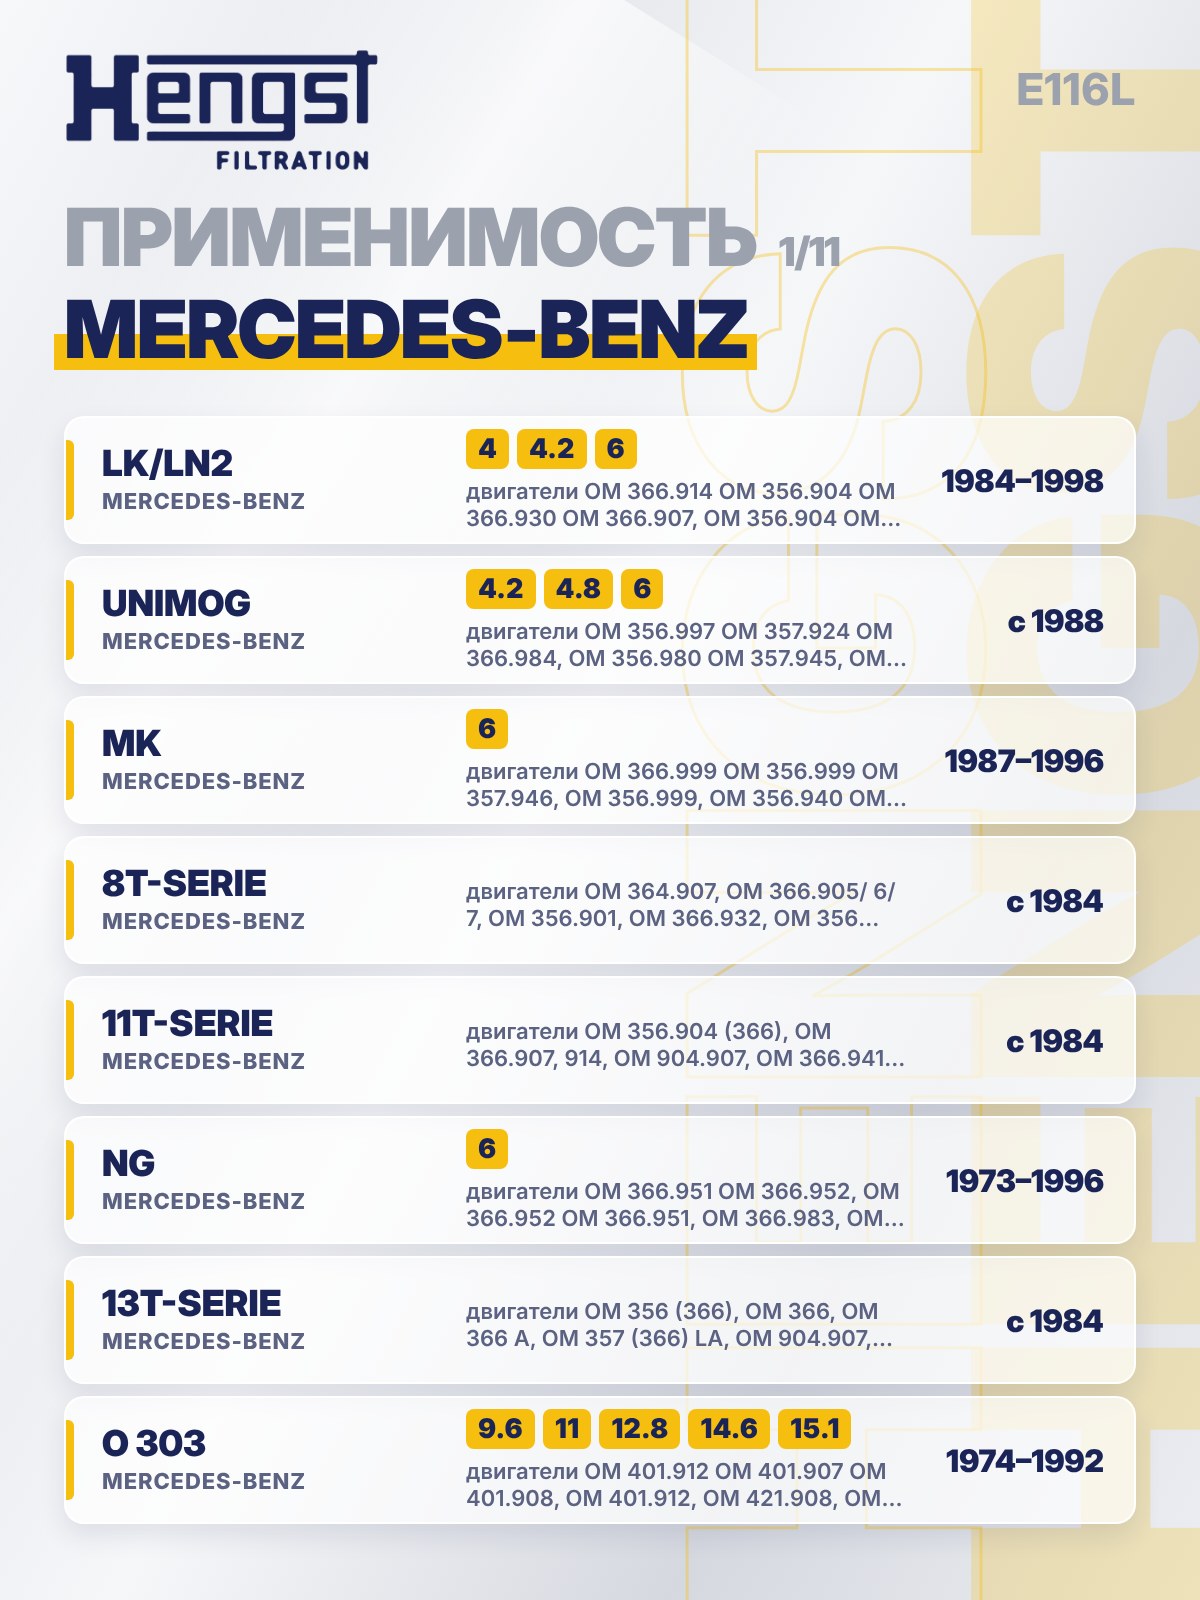 Hengst
FILTRATION
E116L
ПРИМЕНИМОСТЬ 1/11
MERCEDES-BENZ
LK/LN2
MERCEDES-BENZ
4 4.2 6
двигатели OM 366.914 OM 356.904 OM
366.930 OM 366.907, OM 356.904 OM...
1984–1998
UNIMOG
MERCEDES-BENZ
4.2 4.8 6
двигатели OM 356.997 OM 357.924 OM
366.984, OM 356.980 OM 357.945, OM...
с 1988
MK
MERCEDES-BENZ
6
двигатели OM 366.999 OM 356.999 OM
357.946, OM 356.999, OM 356.940 OM...
1987–1996
8T-SERIE
MERCEDES-BENZ
двигатели OM 364.907, OM 366.905/ 6/
7, OM 356.901, OM 366.932, OM 356...
с 1984
11T-SERIE
MERCEDES-BENZ
двигатели OM 356.904 (366), OM
366.907, 914, OM 904.907, OM 366.941...
с 1984
NG
MERCEDES-BENZ
6
двигатели OM 366.951 OM 366.952, OM
366.952 OM 366.951, OM 366.983, OM...
1973–1996
13T-SERIE
MERCEDES-BENZ
двигатели OM 356 (366), OM 366, OM
366 A, OM 357 (366) LA, OM 904.907,...
с 1984
O 303
MERCEDES-BENZ
9.6 11 12.8 14.6 15.1
двигатели OM 401.912 OM 401.907 OM
401.908, OM 401.912, OM 421.908, OM...
1974–1992
HENGST
HENGST